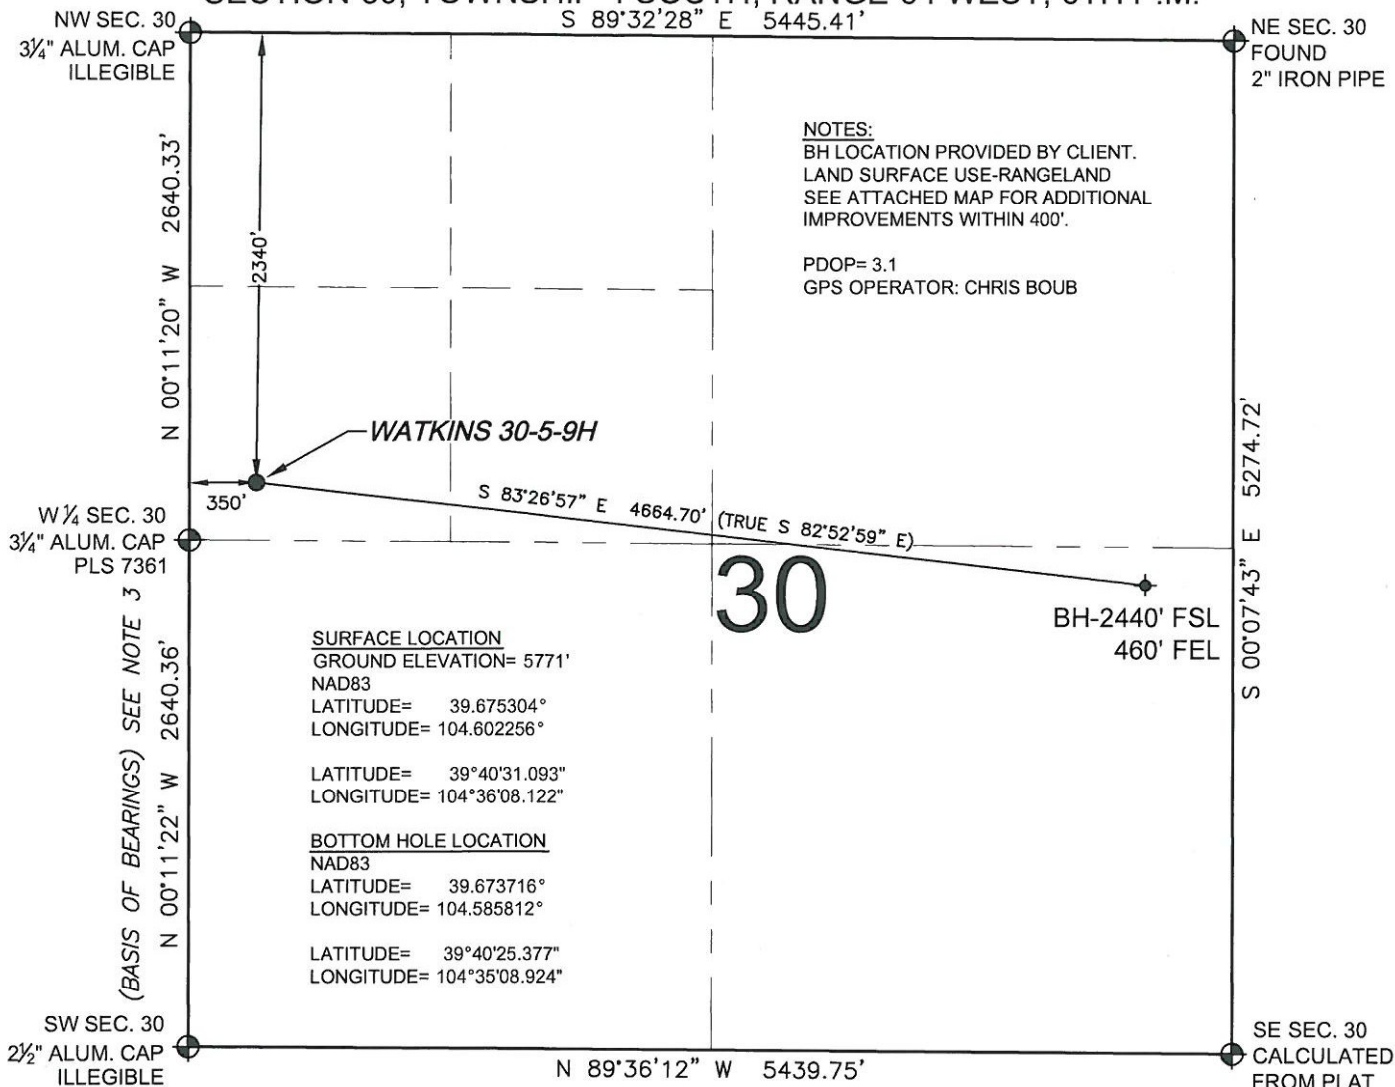 S 89°32'28" E 5445.41'
NW SEC. 30
3¼" ALUM. CAP
ILLEGIBLE
NE SEC. 30
FOUND
2" IRON PIPE
NOTES:
BH LOCATION PROVIDED BY CLIENT.
LAND SURFACE USE-RANGELAND
SEE ATTACHED MAP FOR ADDITIONAL
IMPROVEMENTS WITHIN 400'.
PDOP= 3.1
GPS OPERATOR: CHRIS BOUB
N 00°11'20" W 2640.33'
2340'
WATKINS 30-5-9H
350'
S 83°26'57" E 4664.70' (TRUE S 82°52'59" E)
W ¼ SEC. 30
3¼" ALUM. CAP
PLS 7361
30
BH-2440' FSL
460' FEL
S 00°07'43" E 5274.72'
(BASIS OF BEARINGS) SEE NOTE 3
N 00°11'22" W 2640.36'
SURFACE LOCATION
GROUND ELEVATION= 5771'
NAD83
LATITUDE= 39.675304°
LONGITUDE= 104.602256°
LATITUDE= 39°40'31.093"
LONGITUDE= 104°36'08.122"
BOTTOM HOLE LOCATION
NAD83
LATITUDE= 39.673716°
LONGITUDE= 104.585812°
LATITUDE= 39°40'25.377"
LONGITUDE= 104°35'08.924"
SW SEC. 30
2½" ALUM. CAP
ILLEGIBLE
N 89°36'12" W 5439.75'
SE SEC. 30
CALCULATED
FROM PLAT